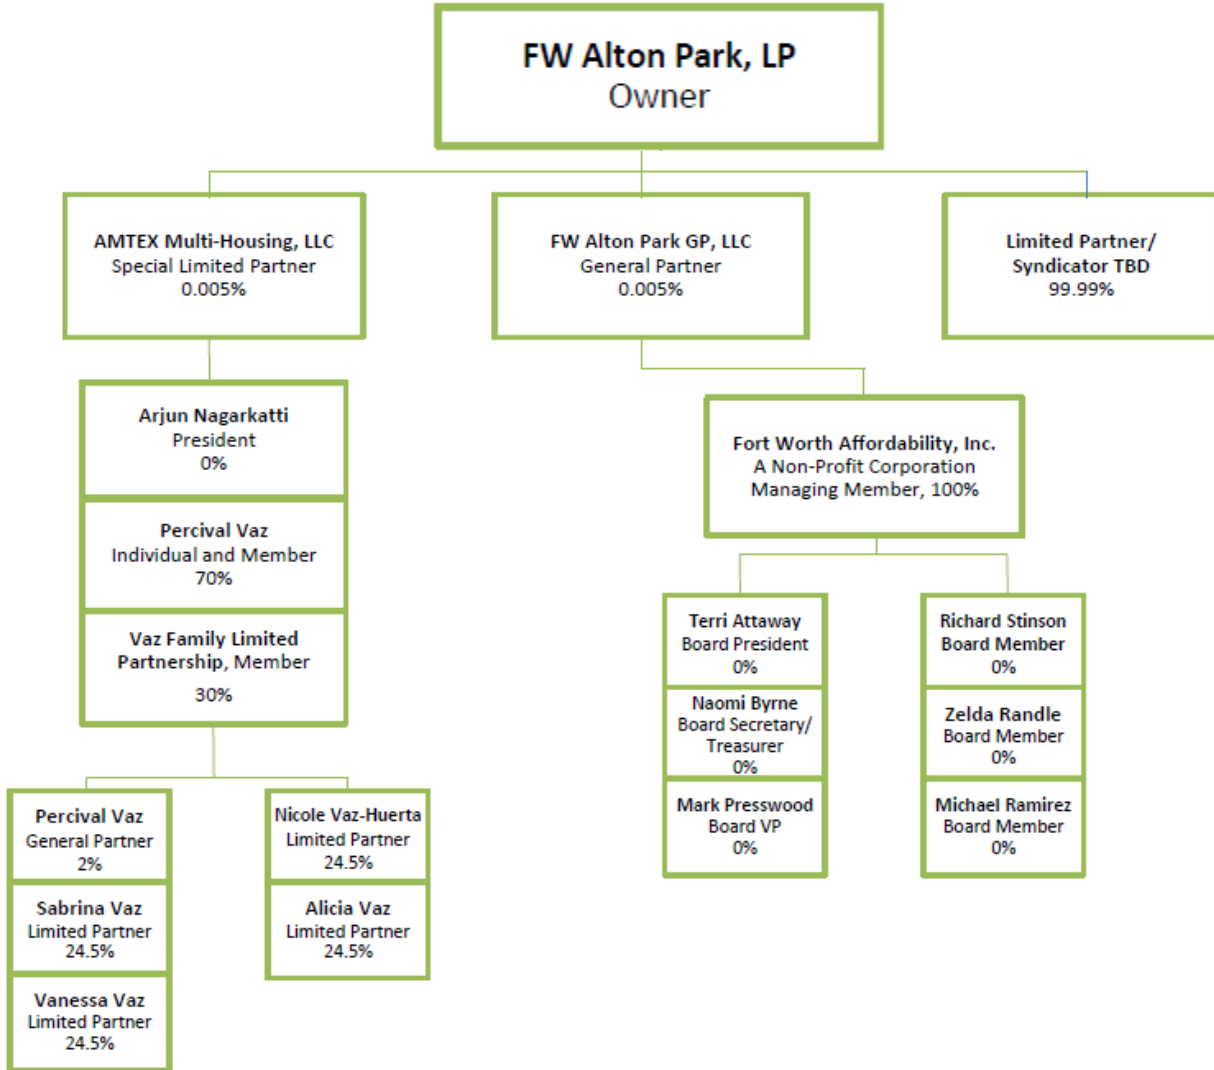 FW Alton Park, LP
Owner
AMTEX Multi-Housing, LLC
Special Limited Partner
0.005%
FW Alton Park GP, LLC
General Partner
0.005%
Limited Partner/
Syndicator TBD
99.99%
Arjun Nagarkatti
President
0%
Percival Vaz
Individual and Member
70%
Vaz Family Limited
Partnership, Member
30%
Fort Worth Affordability, Inc.
A Non-Profit Corporation
Managing Member, 100%
Percival Vaz
General Partner
2%
Sabrina Vaz
Limited Partner
24.5%
Vanessa Vaz
Limited Partner
24.5%
Nicole Vaz-Huerta
Limited Partner
24.5%
Alicia Vaz
Limited Partner
24.5%
Terri Attaway
Board President
0%
Naomi Byrne
Board Secretary/
Treasurer
0%
Mark Presswood
Board VP
0%
Richard Stinson
Board Member
0%
Zelda Randle
Board Member
0%
Michael Ramirez
Board Member
0%